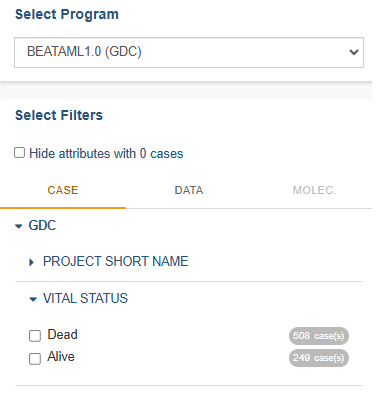 Select Program
BEATAML1.0 (GDC)
Select Filters
Hide attributes with 0 cases
CASE DATA MOLEC.
GDC
PROJECT SHORT NAME
VITAL STATUS
Dead 508 case(s)
Alive 249 case(s)